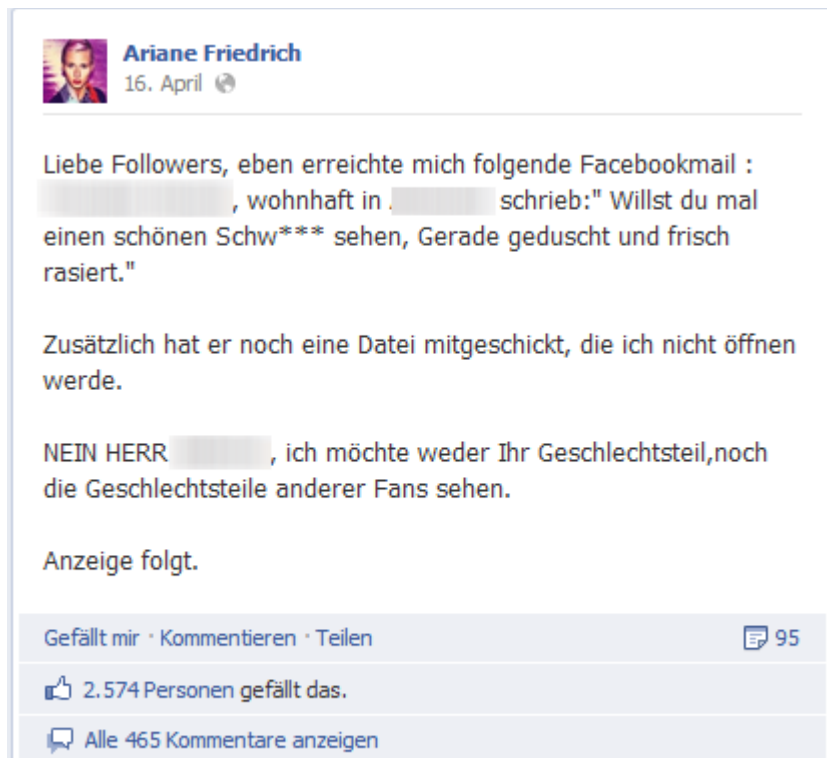 Ariane Friedrich
16. April
Liebe Followers, eben erreichte mich folgende Facebookmail :
, wohnhaft in schrieb:" Willst du mal
einen schönen Schw*** sehen, Gerade geduscht und frisch
rasiert."
Zusätzlich hat er noch eine Datei mitgeschickt, die ich nicht öffnen
werde.
NEIN HERR , ich möchte weder Ihr Geschlechtsteil,noch
die Geschlechtsteile anderer Fans sehen.
Anzeige folgt.
Gefällt mir · Kommentieren · Teilen 95
2.574 Personen gefällt das.
Alle 465 Kommentare anzeigen